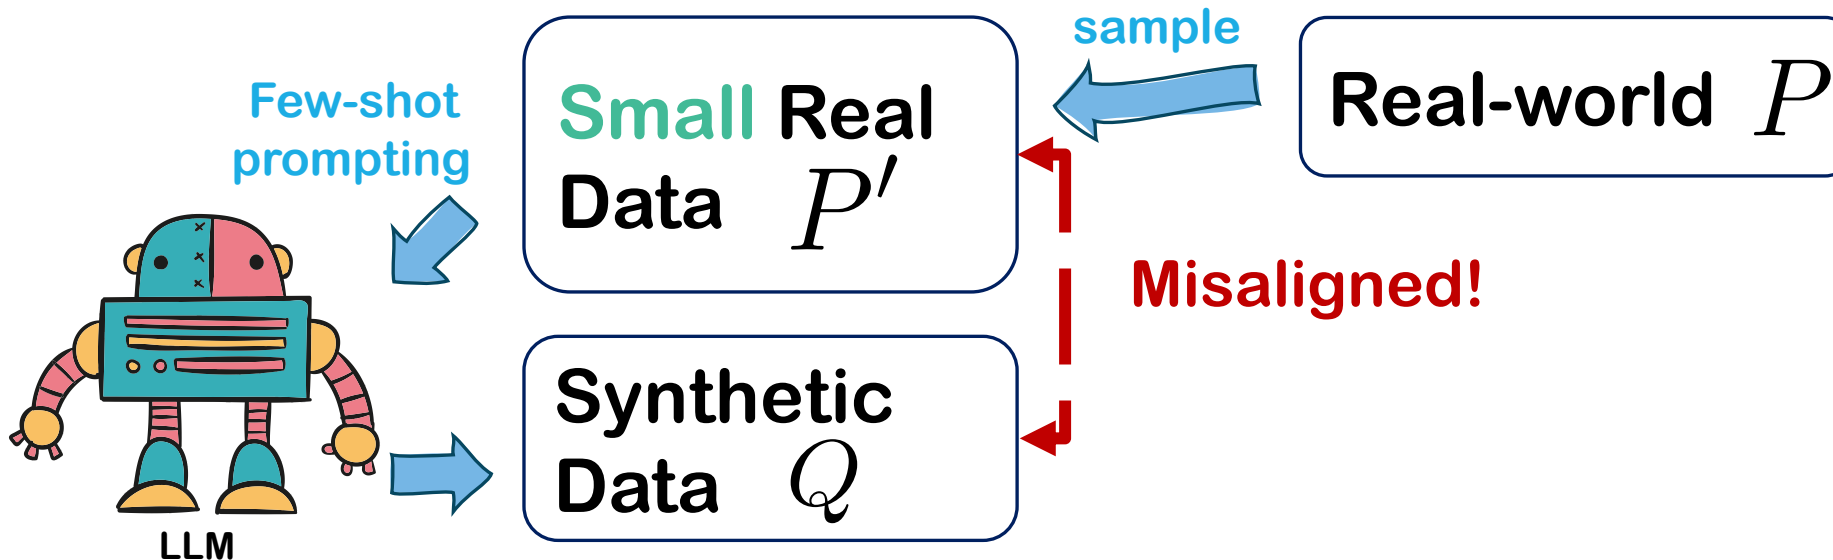 Few-shot
prompting
LLM
Small Real
Data P′
Synthetic
Data Q
sample
Real-world P
Misaligned!